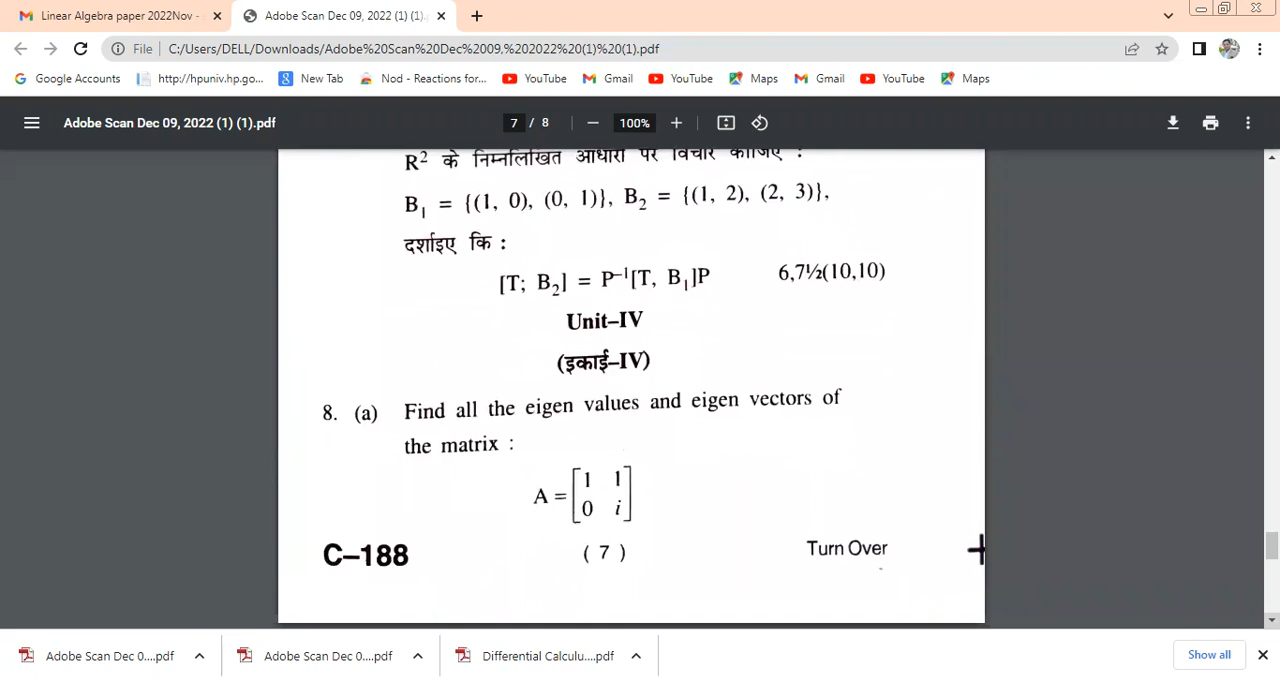 Linear Algebra paper 2022Nov -
Adobe Scan Dec 09, 2022 (1) (1).
File
C:/Users/DELL/Downloads/Adobe%20Scan%20Dec%2009,%202022%20(1)%20(1).pdf
Google Accounts
http://hpuniv.hp.go...
New Tab
Nod - Reactions for...
YouTube
Gmail
YouTube
Maps
Gmail
YouTube
Maps
Adobe Scan Dec 09, 2022 (1) (1).pdf
7 / 8
100%
R² के निम्नलिखित आधारों पर विचार कीजिए :
B₁ = {(1, 0), (0, 1)}, B₂ = {(1, 2), (2, 3)},
दर्शाइए कि :
[T; B₂] = P⁻¹[T, B₁]P 6,7½(10,10)
Unit–IV
(इकाई–IV)
8. (a) Find all the eigen values and eigen vectors of
the matrix :
A = [1 1
0 i]
C–188 ( 7 ) Turn Over
Adobe Scan Dec 0....pdf
Adobe Scan Dec 0....pdf
Differential Calcu....pdf
Show all